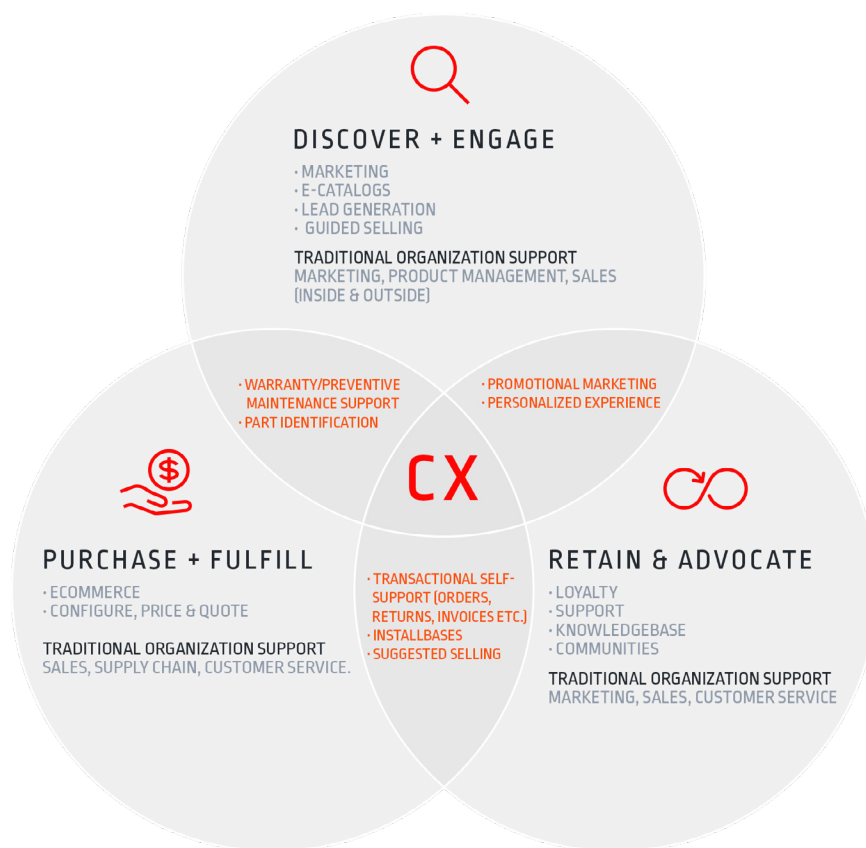 DISCOVER + ENGAGE
· MARKETING
· E-CATALOGS
· LEAD GENERATION
· GUIDED SELLING
TRADITIONAL ORGANIZATION SUPPORT
MARKETING, PRODUCT MANAGEMENT, SALES
(INSIDE & OUTSIDE)
· WARRANTY/PREVENTIVE
MAINTENANCE SUPPORT
· PART IDENTIFICATION
· PROMOTIONAL MARKETING
· PERSONALIZED EXPERIENCE
CX
$
PURCHASE + FULFILL
· ECOMMERCE
· CONFIGURE, PRICE & QUOTE
TRADITIONAL ORGANIZATION SUPPORT
SALES, SUPPLY CHAIN, CUSTOMER SERVICE.
· TRANSACTIONAL SELF-
SUPPORT (ORDERS,
RETURNS, INVOICES ETC.)
· INSTALLBASES
· SUGGESTED SELLING
RETAIN & ADVOCATE
· LOYALTY
· SUPPORT
· KNOWLEDGEBASE
· COMMUNITIES
TRADITIONAL ORGANIZATION SUPPORT
MARKETING, SALES, CUSTOMER SERVICE